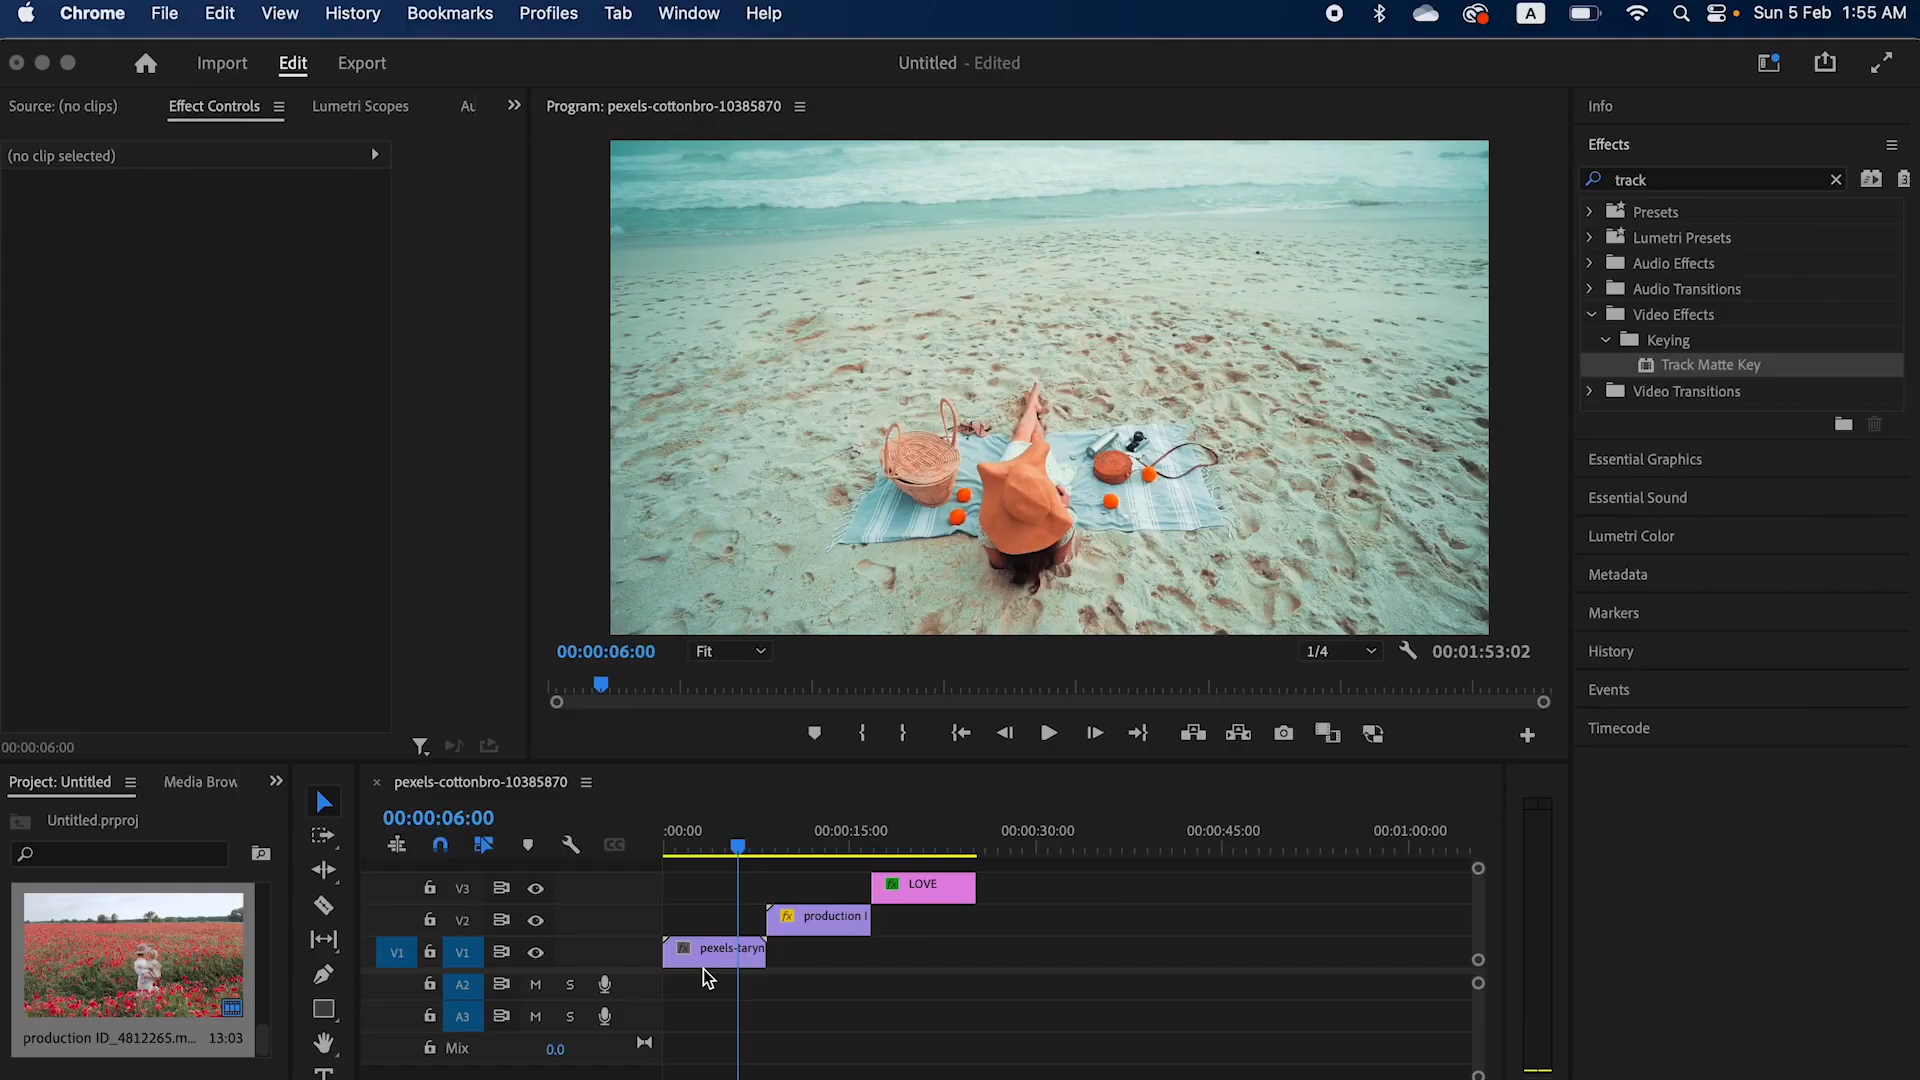 Chrome File Edit View History Bookmarks Profiles Tab Window Help A Sun 5 Feb 1:55 AM
Import Edit Export Untitled - Edited
Source: (no clips) Effect Controls Lumetri Scopes Au Program: pexels-cottonbro-10385870 Info
(no clip selected)
Effects
track
Presets
Lumetri Presets
Audio Effects
Audio Transitions
Video Effects
Keying
Track Matte Key
Video Transitions
Essential Graphics
Essential Sound
Lumetri Color
Metadata
Markers
History
Events
Timecode
00:00:06:00 Fit 1/4 00:01:53:02
00:00:06:00
Project: Untitled Media Brow pexels-cottonbro-10385870
Untitled.prproj 00:00:06:00
:00:00 00:00:15:00 00:00:30:00 00:00:45:00 00:01:00:00
V3 fx LOVE
V2 fx production I
V1 V1 fx pexels-taryn
A2 M S
A3 M S
production ID_4812265.m... 13:03
Mix 0.0